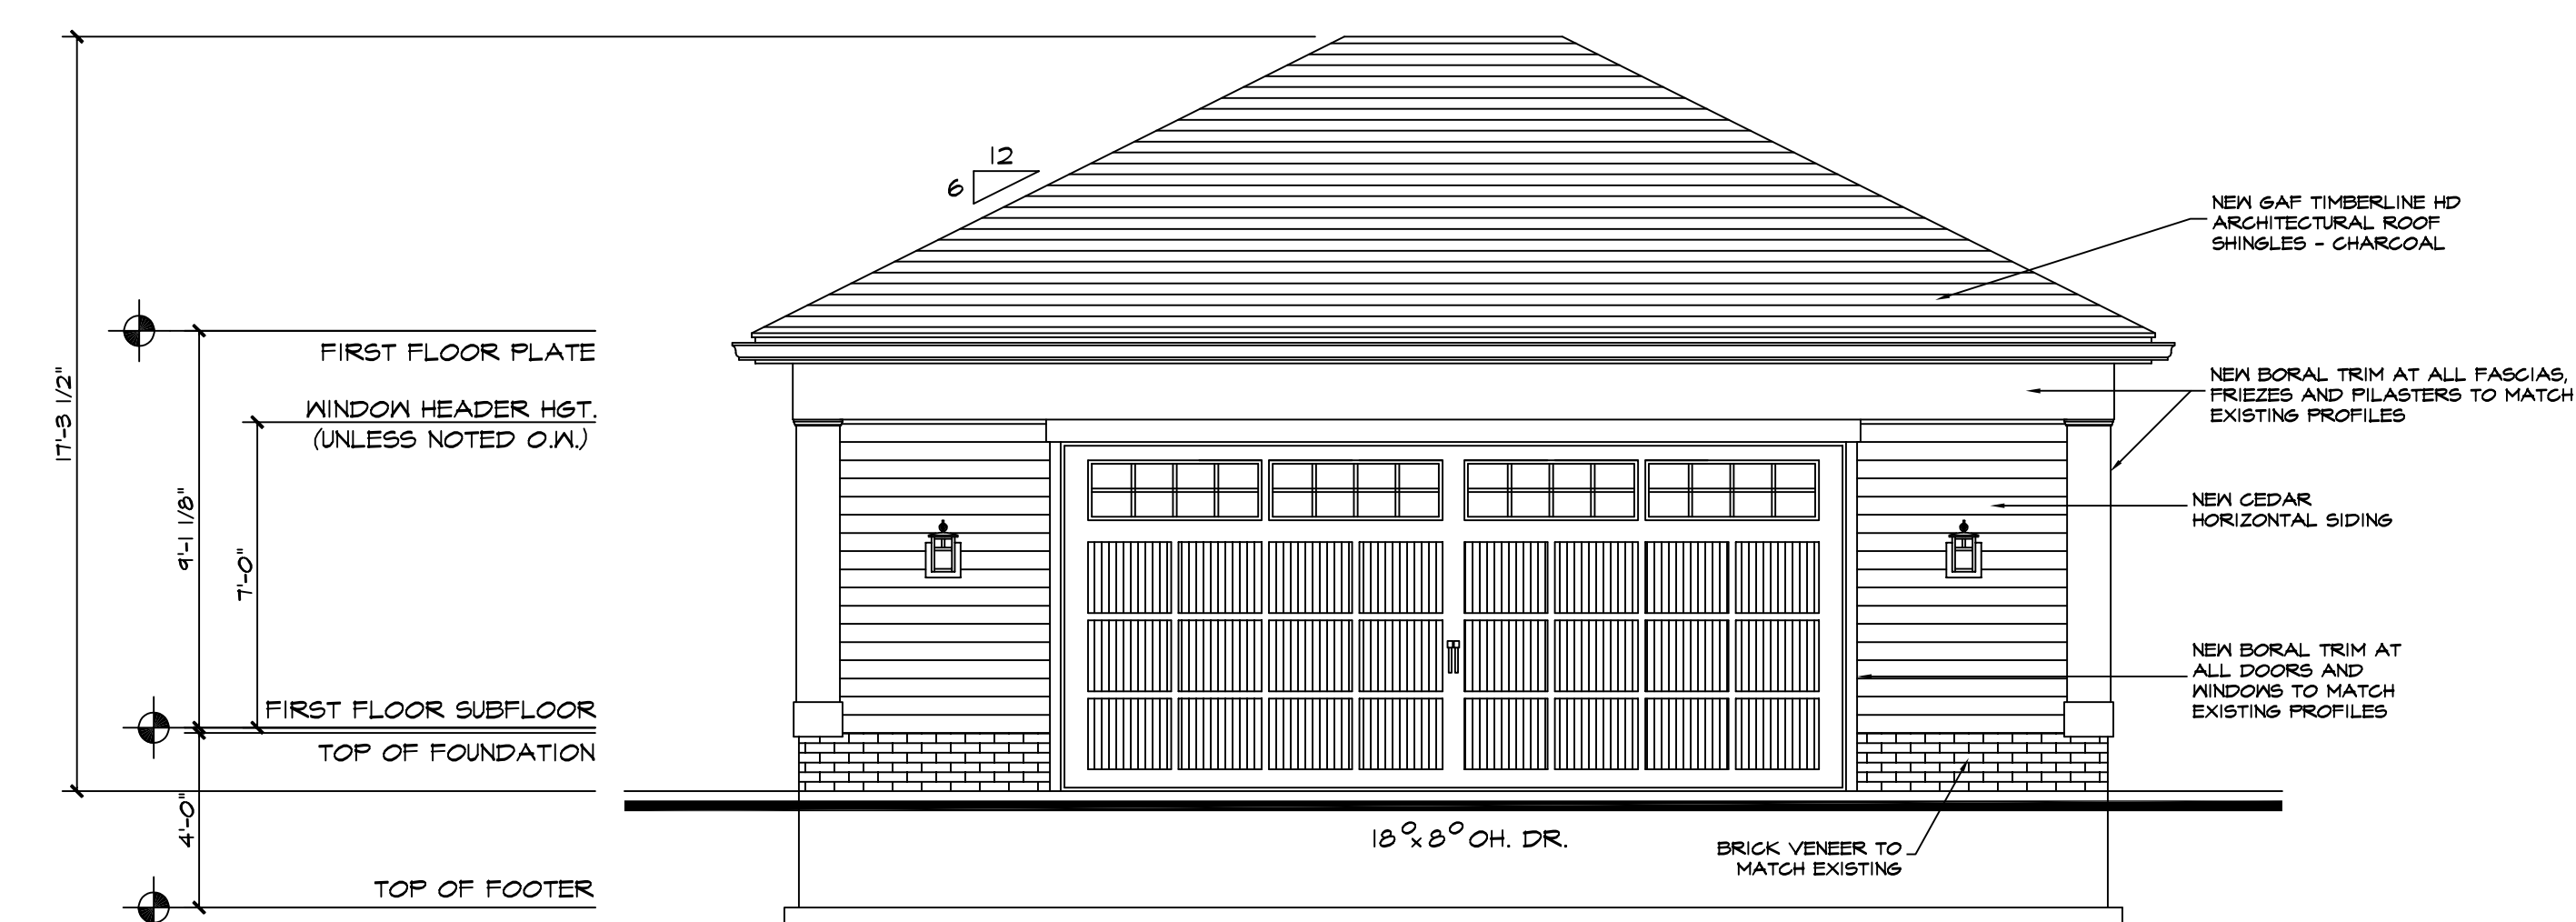 17'-3 1/2"
FIRST FLOOR PLATE
WINDOW HEADER HGT.
(UNLESS NOTED O.W.)
9'-1 1/8"
7'-0"
FIRST FLOOR SUBFLOOR
TOP OF FOUNDATION
4'-0"
TOP OF FOOTER
12
6
NEW GAF TIMBERLINE HD
ARCHITECTURAL ROOF
SHINGLES - CHARCOAL
NEW BORAL TRIM AT ALL FASCIAS,
FRIEZES AND PILASTERS TO MATCH
EXISTING PROFILES
NEW CEDAR
HORIZONTAL SIDING
NEW BORAL TRIM AT
ALL DOORS AND
WINDOWS TO MATCH
EXISTING PROFILES
18⁰x8⁰ OH. DR.
BRICK VENEER TO
MATCH EXISTING